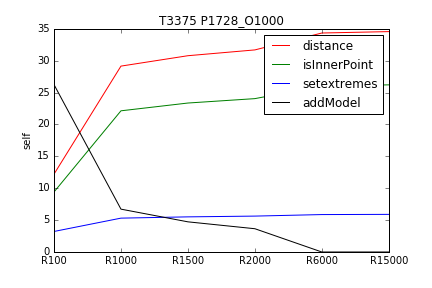 T3375 P1728_O1000
35
30
25
20
15
10
5
0
self
distance
isInnerPoint
setextremes
addModel
R100
R1000
R1500
R2000
R6000
R15000